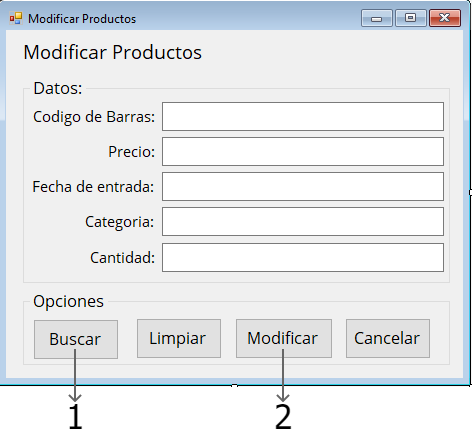 Modificar Productos
Modificar Productos
Datos:
Codigo de Barras:
Precio:
Fecha de entrada:
Categoria:
Cantidad:
Opciones
Buscar Limpiar Modificar Cancelar
1 2